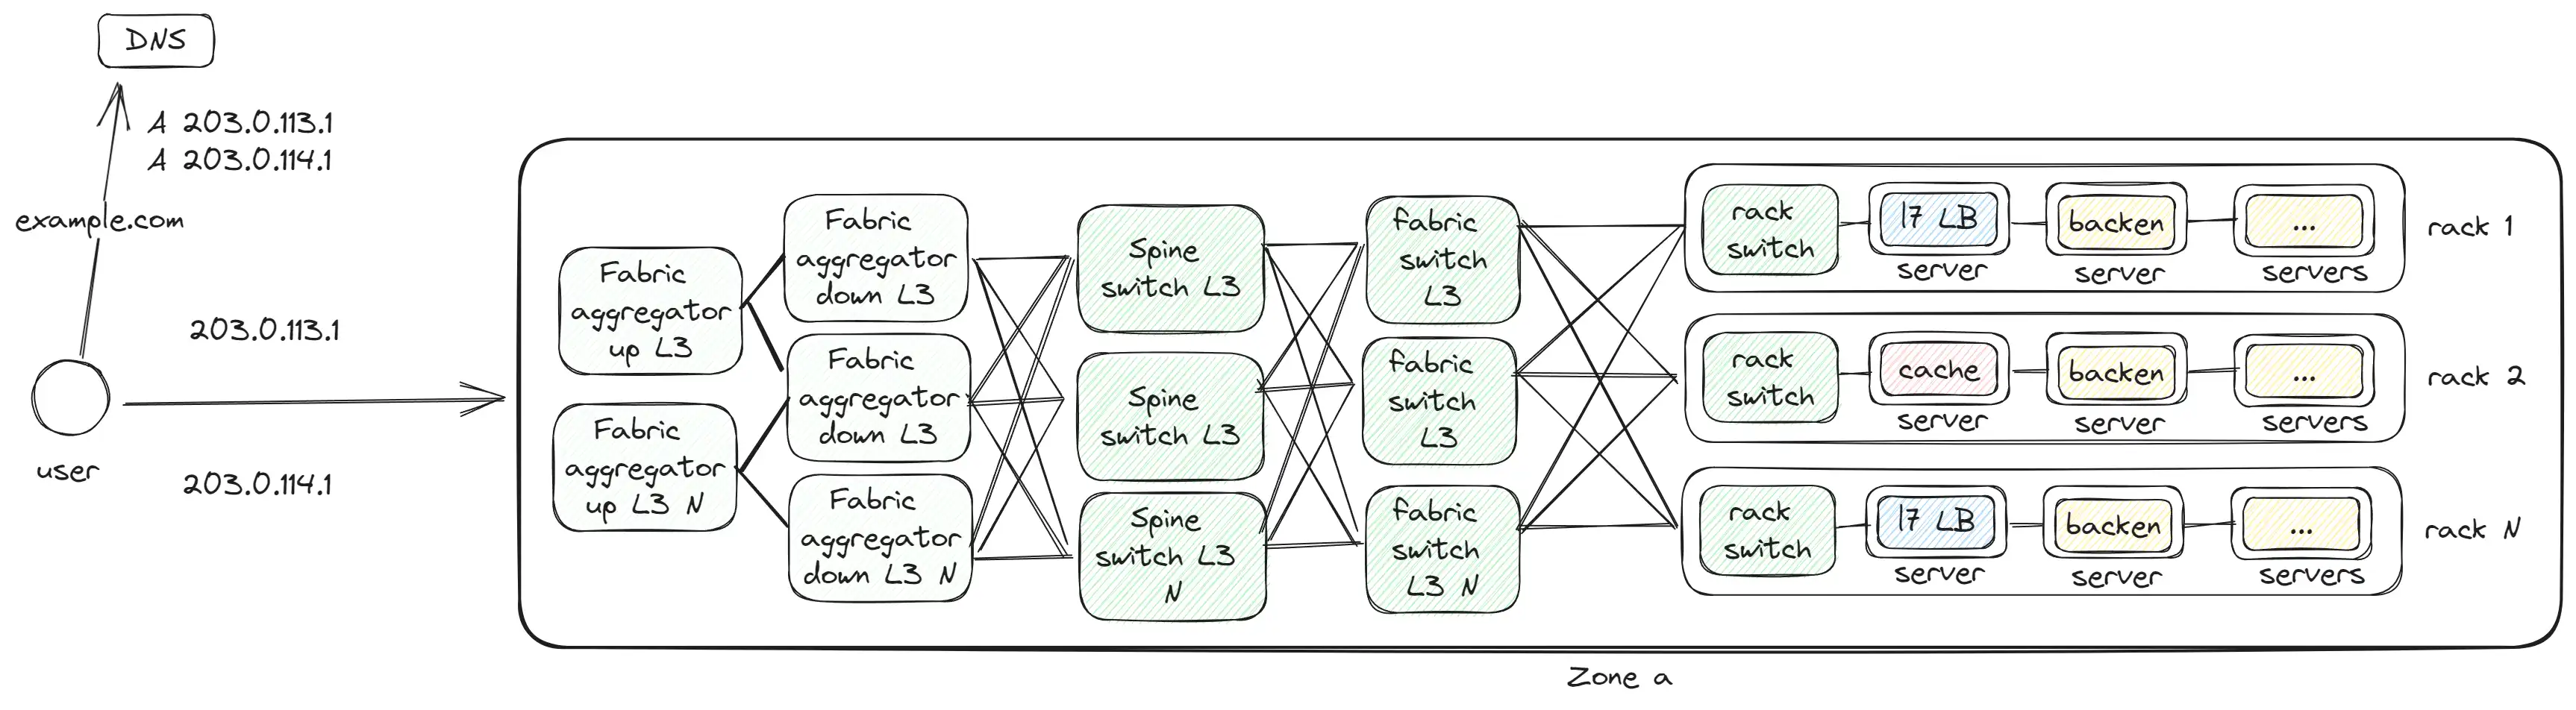 DNS
A 203.0.113.1
A 203.0.114.1
example.com
203.0.113.1
user
203.0.114.1
Fabric
aggregator
up L3
Fabric
aggregator
up L3 N
Fabric
aggregator
down L3
Fabric
aggregator
down L3
Fabric
aggregator
down L3 N
Spine
switch L3
Spine
switch L3
Spine
switch L3
N
fabric
switch
L3
fabric
switch
L3
fabric
switch
L3 N
rack
switch
l7 LB
server
backen
server
...
servers
rack 1
rack
switch
cache
server
backen
server
...
servers
rack 2
rack
switch
l7 LB
server
backen
server
...
servers
rack N
Zone a